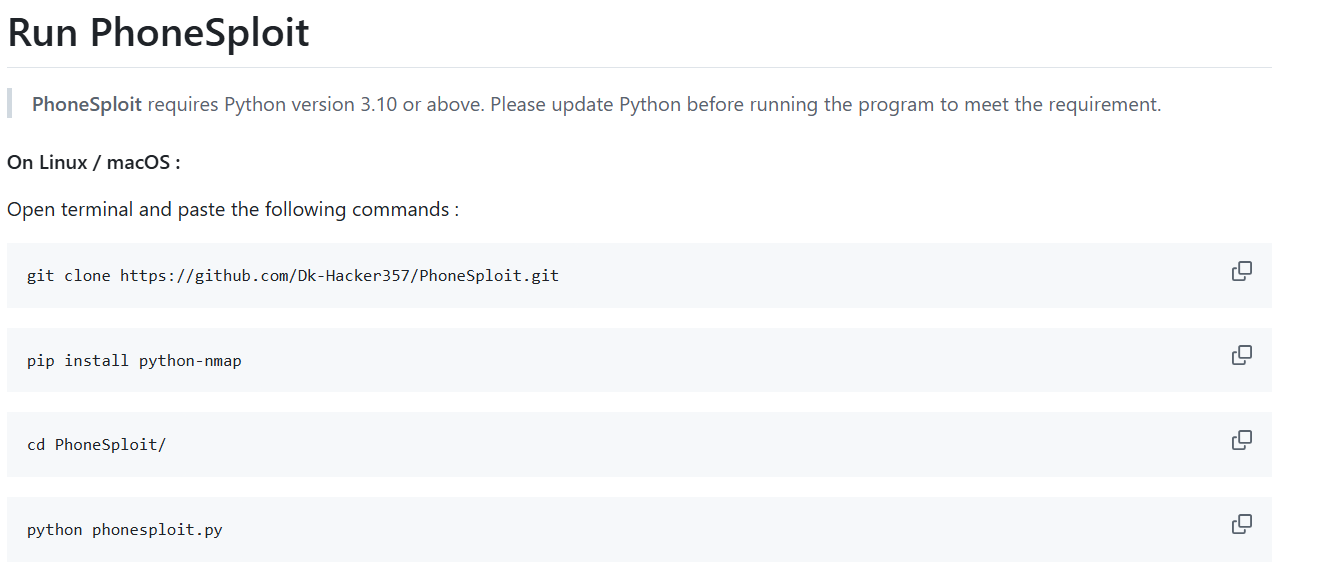 Run PhoneSploit
PhoneSploit requires Python version 3.10 or above. Please update Python before running the program to meet the requirement.
On Linux / macOS :
Open terminal and paste the following commands :
git clone https://github.com/Dk-Hacker357/PhoneSploit.git
pip install python-nmap
cd PhoneSploit/
python phonesploit.py